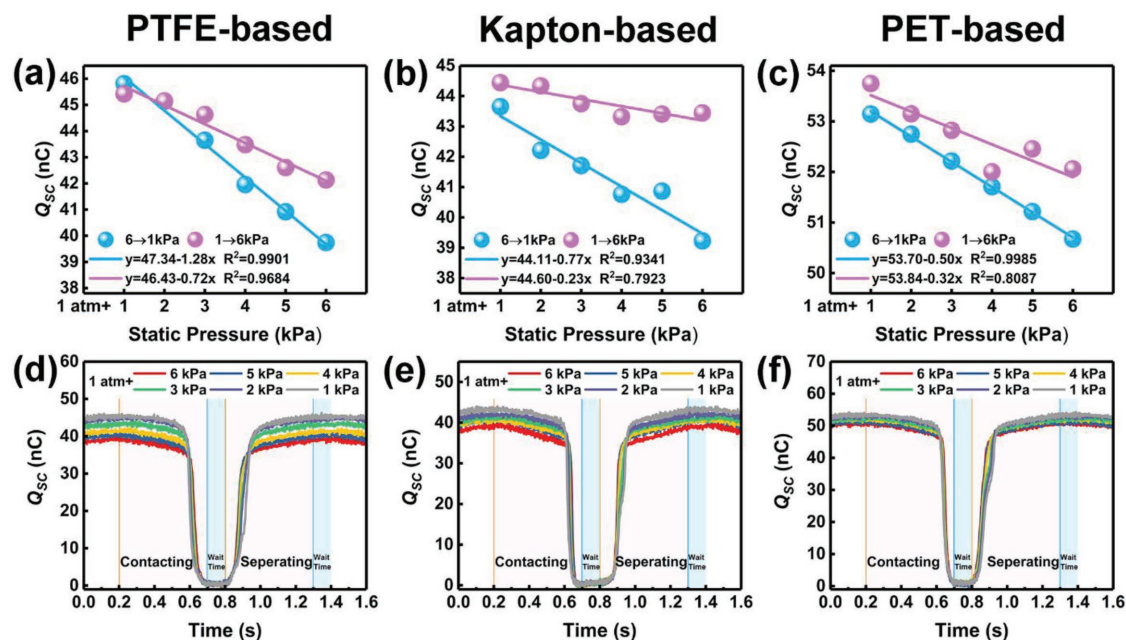 PTFE-based
Kapton-based
PET-based
(a)
46
45
44
43
42
41
40
39
38
Q_SC (nC)
6→1kPa 1→6kPa
y=47.34-1.28x R²=0.9901
y=46.43-0.72x R²=0.9684
1 atm+ 1 2 3 4 5 6
Static Pressure (kPa)
(b)
45
44
43
42
41
40
39
38
Q_SC (nC)
6→1kPa 1→6kPa
y=44.11-0.77x R²=0.9341
y=44.60-0.23x R²=0.7923
1 atm+ 1 2 3 4 5 6
Static Pressure (kPa)
(c)
54
53
52
51
50
Q_SC (nC)
6→1kPa 1→6kPa
y=53.70-0.50x R²=0.9985
y=53.84-0.32x R²=0.8087
1 atm+ 1 2 3 4 5 6
Static Pressure (kPa)
(d)
60
50
40
30
20
10
0
Q_SC (nC)
6 kPa 5 kPa 4 kPa
1 atm+
3 kPa 2 kPa 1 kPa
Contacting
Wait
Time
Seperating
Wait
Time
0.0 0.2 0.4 0.6 0.8 1.0 1.2 1.4 1.6
Time (s)
(e)
50
40
30
20
10
0
Q_SC (nC)
6 kPa 5 kPa 4 kPa
1 atm+
3 kPa 2 kPa 1 kPa
Contacting
Wait
Time
Seperating
Wait
Time
0.0 0.2 0.4 0.6 0.8 1.0 1.2 1.4 1.6
Time (s)
(f)
70
60
50
40
30
20
10
0
Q_SC (nC)
6 kPa 5 kPa 4 kPa
1 atm+
3 kPa 2 kPa 1 kPa
Contacting
Wait
Time
Seperating
Wait
Time
0.0 0.2 0.4 0.6 0.8 1.0 1.2 1.4 1.6
Time (s)